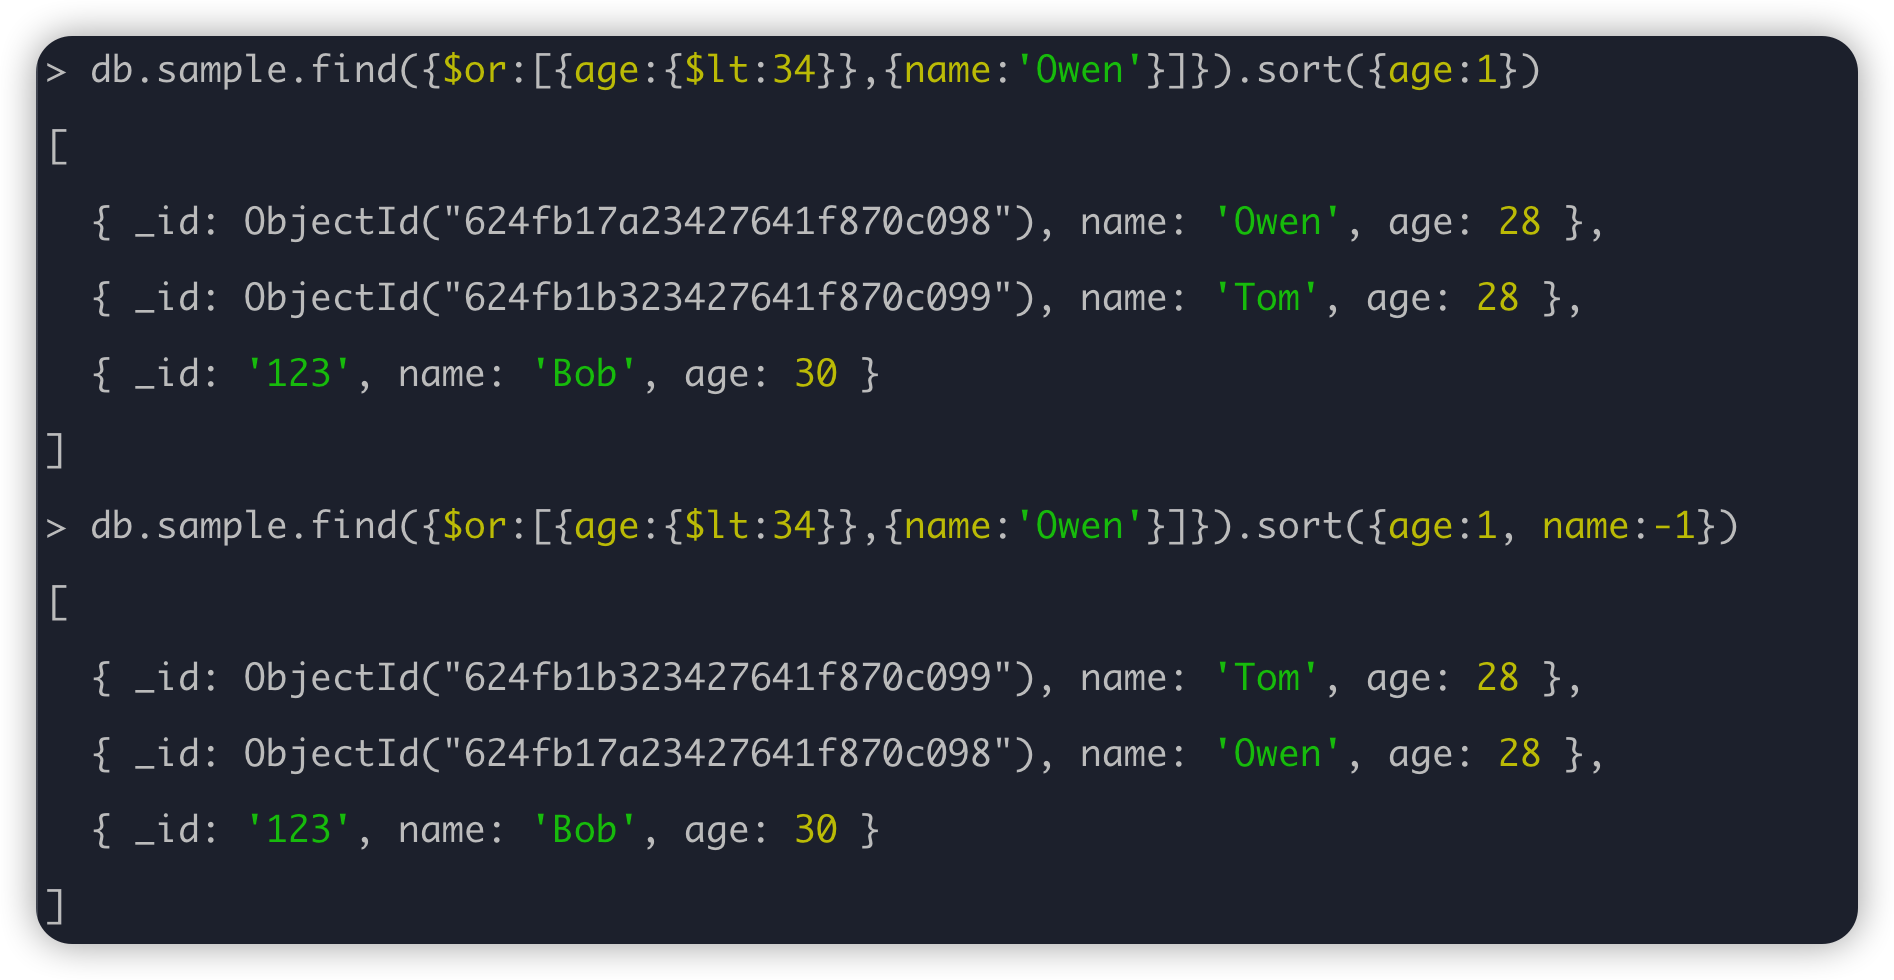 > db.sample.find({$or:[{age:{$lt:34}},{name:'Owen'}]}).sort({age:1})
[
  { _id: ObjectId("624fb17a23427641f870c098"), name: 'Owen', age: 28 },
  { _id: ObjectId("624fb1b323427641f870c099"), name: 'Tom', age: 28 },
  { _id: '123', name: 'Bob', age: 30 }
]
> db.sample.find({$or:[{age:{$lt:34}},{name:'Owen'}]}).sort({age:1, name:-1})
[
  { _id: ObjectId("624fb1b323427641f870c099"), name: 'Tom', age: 28 },
  { _id: ObjectId("624fb17a23427641f870c098"), name: 'Owen', age: 28 },
  { _id: '123', name: 'Bob', age: 30 }
]